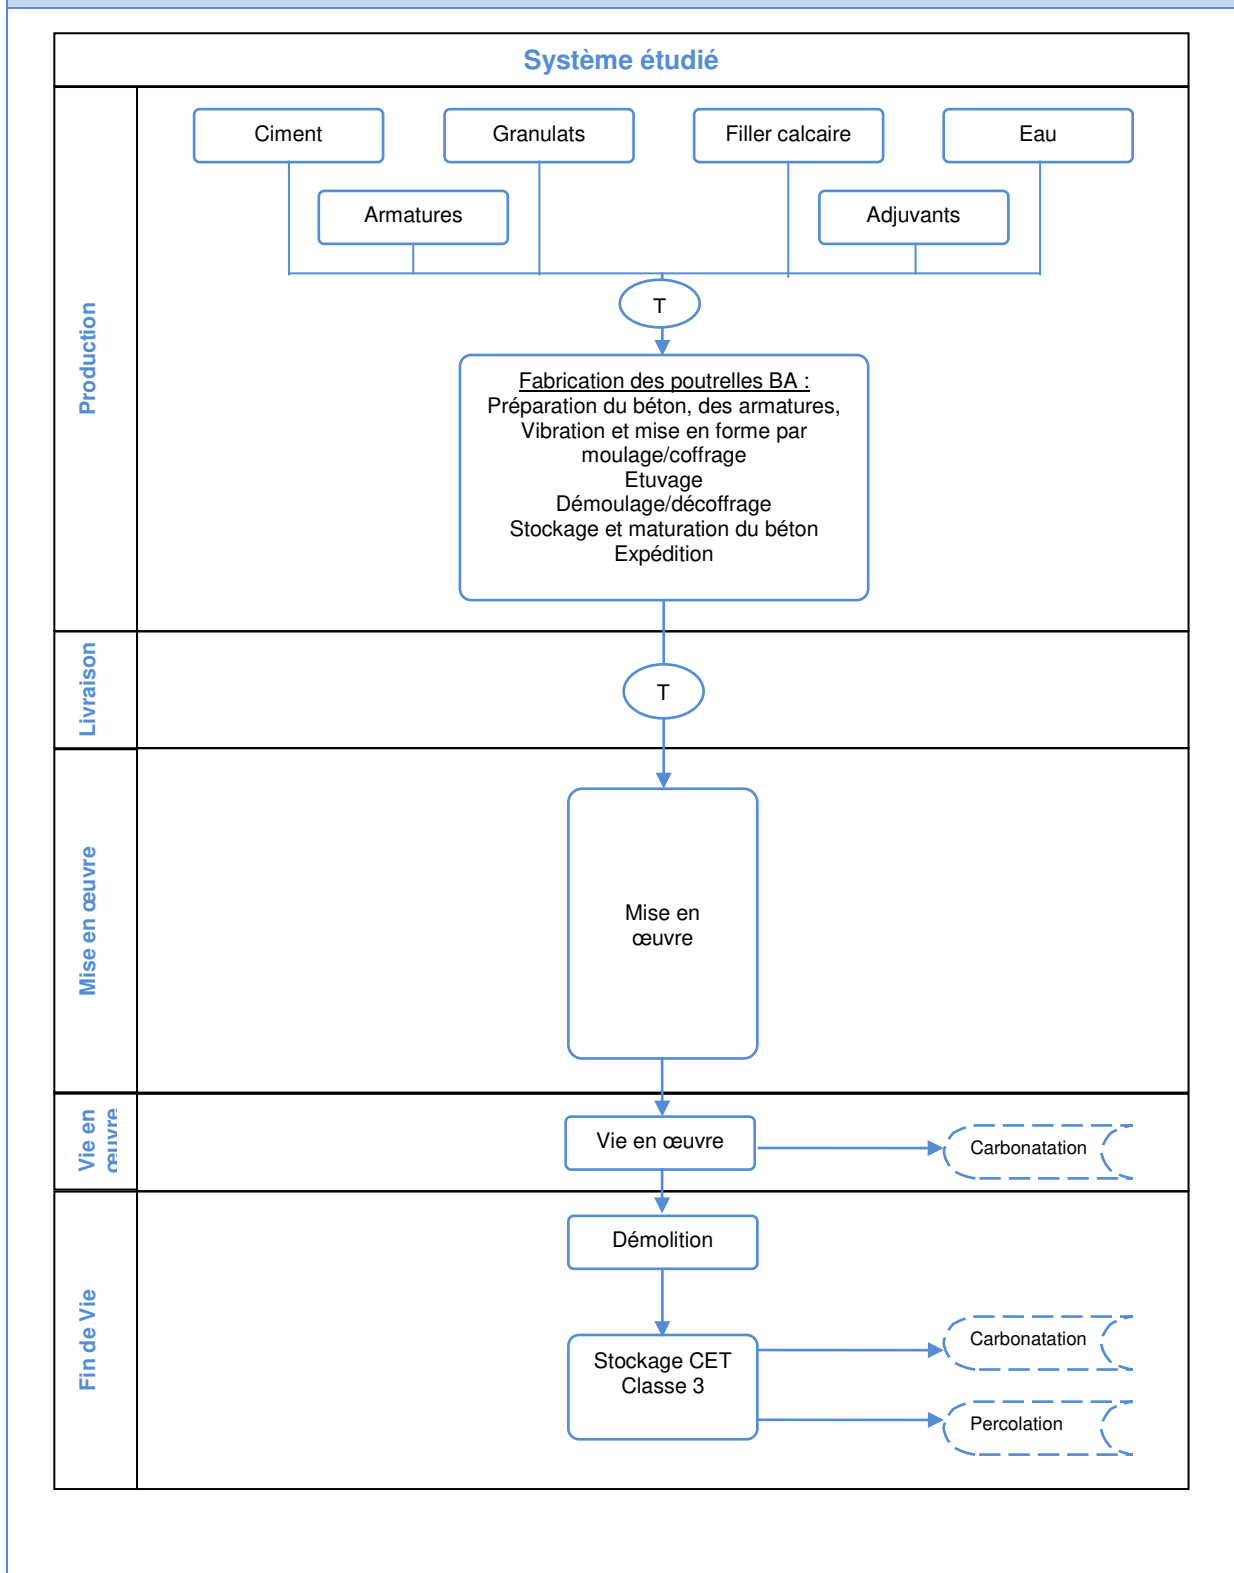 Système étudié
Production
Ciment
Granulats
Filler calcaire
Eau
Armatures
Adjuvants
T
Fabrication des poutrelles BA :
Préparation du béton, des armatures,
Vibration et mise en forme par
moulage/coffrage
Etuvage
Démoulage/décoffrage
Stockage et maturation du béton
Expédition
Livraison
T
Mise en œuvre
Mise en
œuvre
Vie en
œuvre
Vie en œuvre
Carbonatation
Fin de Vie
Démolition
Stockage CET
Classe 3
Carbonatation
Percolation